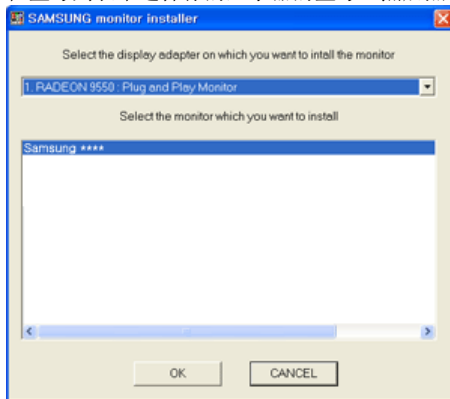 SAMSUNG monitor installer
Select the display adapter on which you want to intall the monitor
1. RADEON 9550 : Plug and Play Monitor
Select the monitor which you want to install
Samsung ****
OK
CANCEL